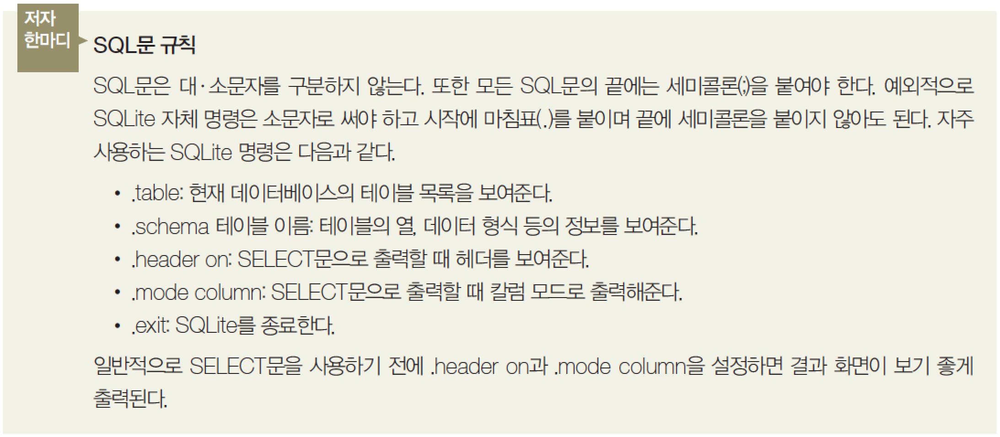 저자
한마디
SQL문 규칙
SQL문은 대·소문자를 구분하지 않는다. 또한 모든 SQL문의 끝에는 세미콜론(;)을 붙여야 한다. 예외적으로
SQLite 자체 명령은 소문자로 써야 하고 시작에 마침표(.)를 붙이며 끝에 세미콜론을 붙이지 않아도 된다. 자주
사용하는 SQLite 명령은 다음과 같다.
• .table: 현재 데이터베이스의 테이블 목록을 보여준다.
• .schema 테이블 이름: 테이블의 열, 데이터 형식 등의 정보를 보여준다.
• .header on: SELECT문으로 출력할 때 헤더를 보여준다.
• .mode column: SELECT문으로 출력할 때 칼럼 모드로 출력해준다.
• .exit: SQLite를 종료한다.
일반적으로 SELECT문을 사용하기 전에 .header on과 .mode column을 설정하면 결과 화면이 보기 좋게
출력된다.